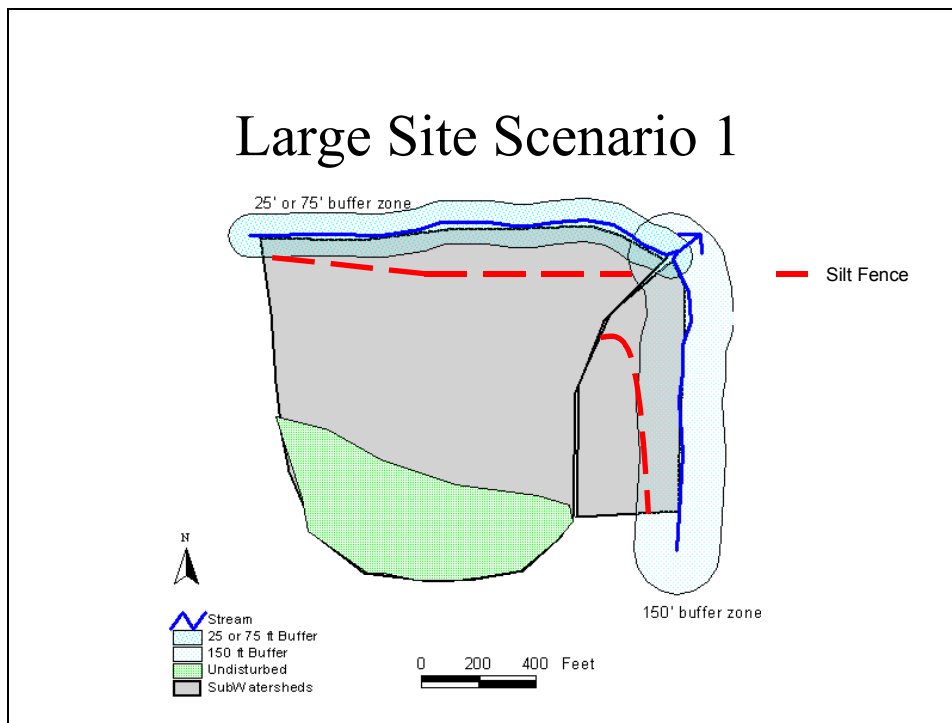 Large Site Scenario 1
25' or 75' buffer zone
Silt Fence
150' buffer zone
N
Stream
25 or 75 ft Buffer
150 ft Buffer
Undisturbed
SubWatersheds
0 200 400 Feet